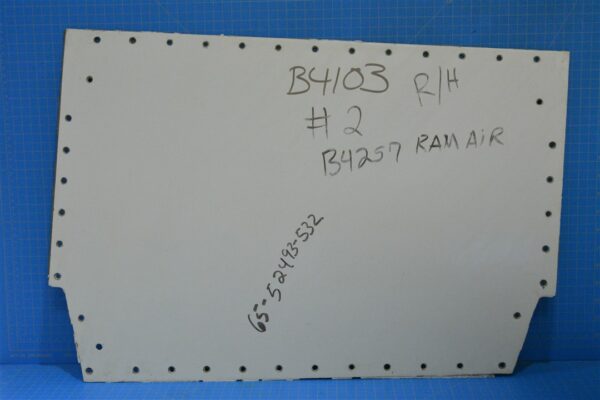 B4103 R/H
# 2
B4257 RAM AIR
65-52493-532